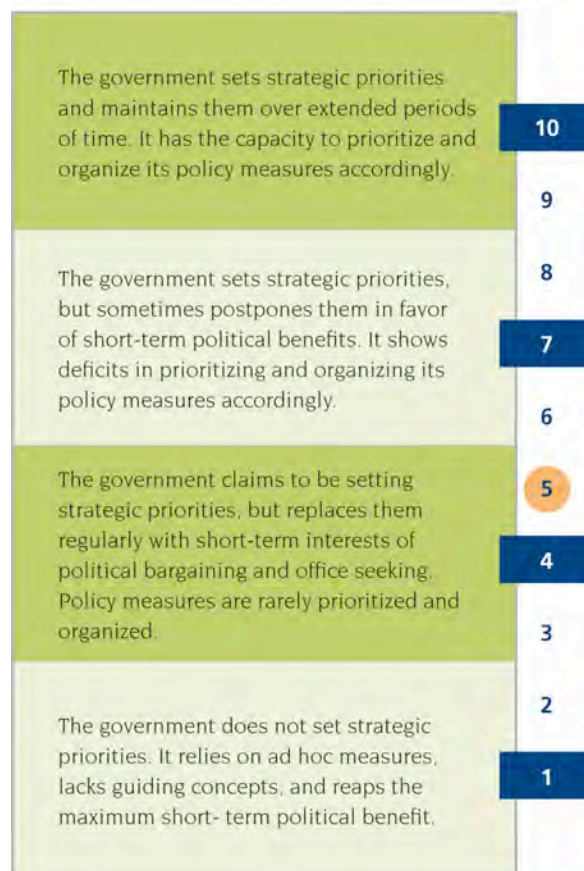 The government sets strategic priorities
and maintains them over extended periods
of time. It has the capacity to prioritize and
organize its policy measures accordingly.
10
9
The government sets strategic priorities,
but sometimes postpones them in favor
of short-term political benefits. It shows
deficits in prioritizing and organizing its
policy measures accordingly.
8
7
6
The government claims to be setting
strategic priorities, but replaces them
regularly with short-term interests of
political bargaining and office seeking.
Policy measures are rarely prioritized and
organized.
5
4
3
The government does not set strategic
priorities. It relies on ad hoc measures,
lacks guiding concepts, and reaps the
maximum short- term political benefit.
2
1